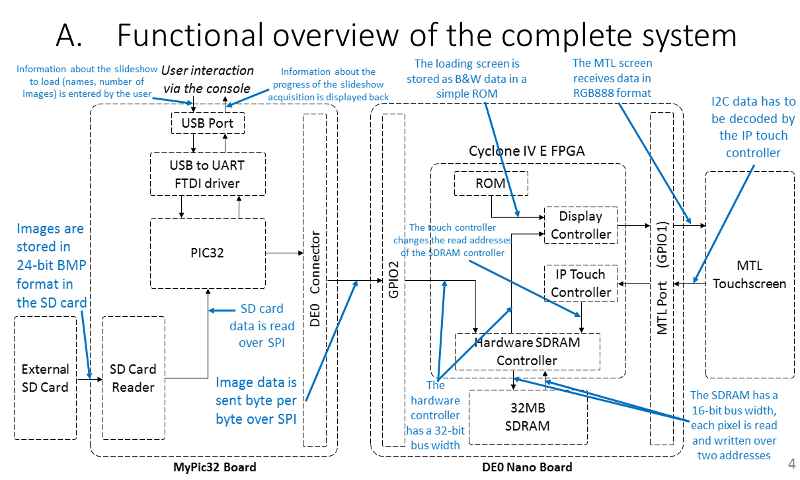 A. Functional overview of the complete system
Information about the slideshow
to load (names, number of
images) is entered by the user
User interaction
via the console
Information about the
progress of the slideshow
acquisition is displayed back
The loading screen is
stored as B&W data in a
simple ROM
The MTL screen
receives data in
RGB888 format
I2C data has to
be decoded by
the IP touch
controller
USB Port
USB to UART
FTDI driver
PIC32
Images are
stored in
24-bit BMP
format in
the SD card
SD card
data is read
over SPI
External
SD Card
SD Card
Reader
Image data is
sent byte per
byte over SPI
DE0 Connector
MyPic32 Board
GPIO2
Cyclone IV E FPGA
ROM
Display
Controller
The touch controller
changes the read addresses
of the SDRAM controller
IP Touch
Controller
Hardware SDRAM
Controller
The
hardware
controller
has a 32-bit
bus width
32MB
SDRAM
MTL Port (GPIO1)
MTL
Touchscreen
The SDRAM has a
16-bit bus width,
each pixel is read
and written over
two addresses
DE0 Nano Board
4